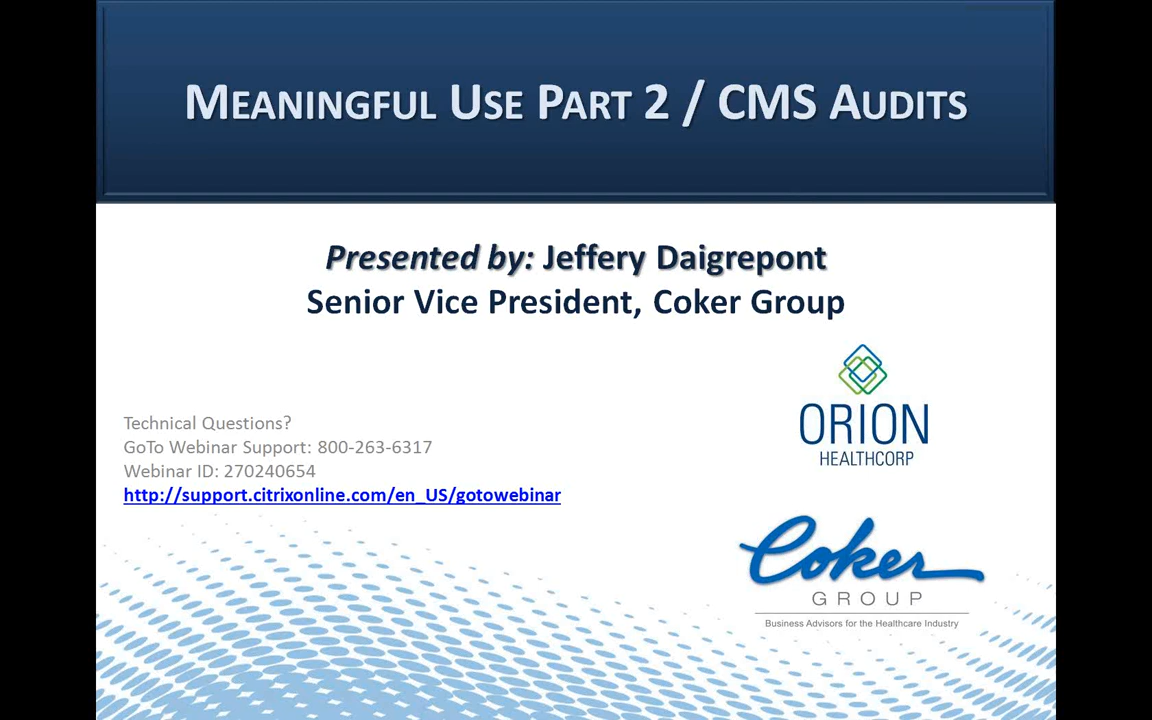 MEANINGFUL USE PART 2 / CMS AUDITS
Presented by: Jeffery Daigrepont
Senior Vice President, Coker Group
Technical Questions?
GoTo Webinar Support: 800-263-6317
Webinar ID: 270240654
http://support.citrixonline.com/en_US/gotowebinar
ORION
HEALTHCORP
Coker
GROUP
Business Advisors for the Healthcare Industry